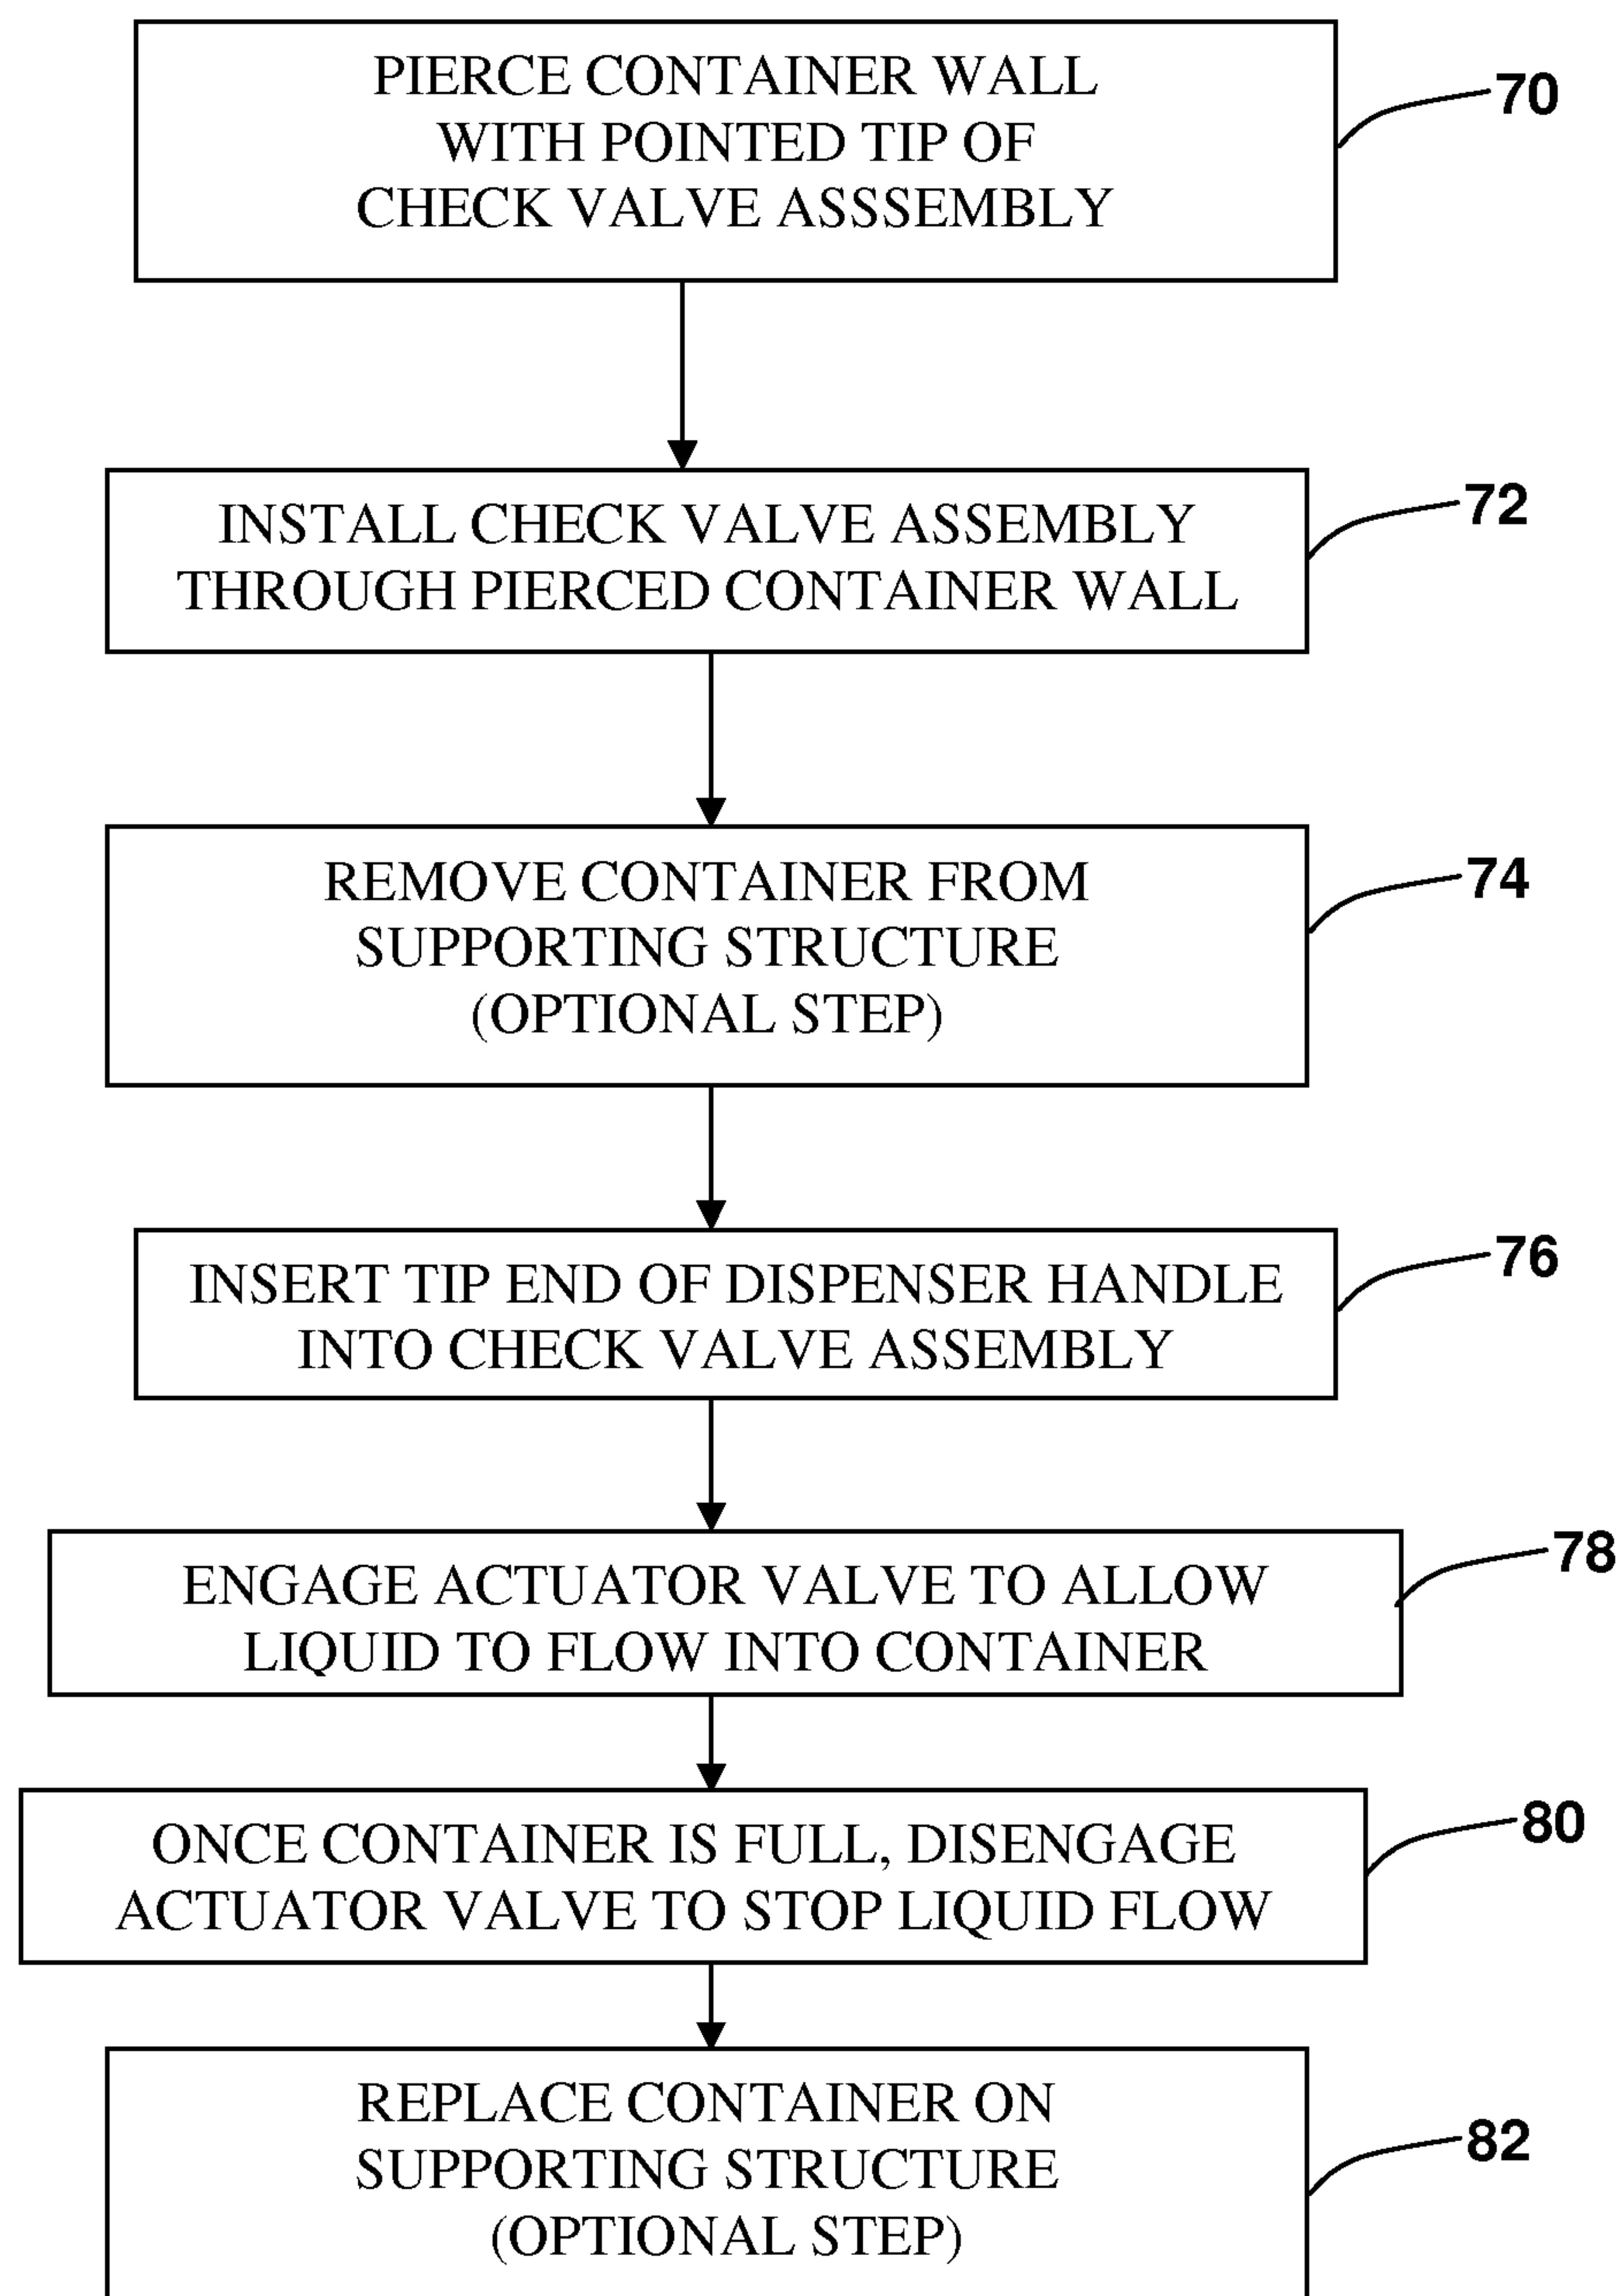 PIERCE CONTAINER WALL
WITH POINTED TIP OF
CHECK VALVE ASSSEMBLY
70
INSTALL CHECK VALVE ASSEMBLY
THROUGH PIERCED CONTAINER WALL
72
REMOVE CONTAINER FROM
SUPPORTING STRUCTURE
(OPTIONAL STEP)
74
INSERT TIP END OF DISPENSER HANDLE
INTO CHECK VALVE ASSEMBLY
76
ENGAGE ACTUATOR VALVE TO ALLOW
LIQUID TO FLOW INTO CONTAINER
78
ONCE CONTAINER IS FULL, DISENGAGE
ACTUATOR VALVE TO STOP LIQUID FLOW
80
REPLACE CONTAINER ON
SUPPORTING STRUCTURE
(OPTIONAL STEP)
82